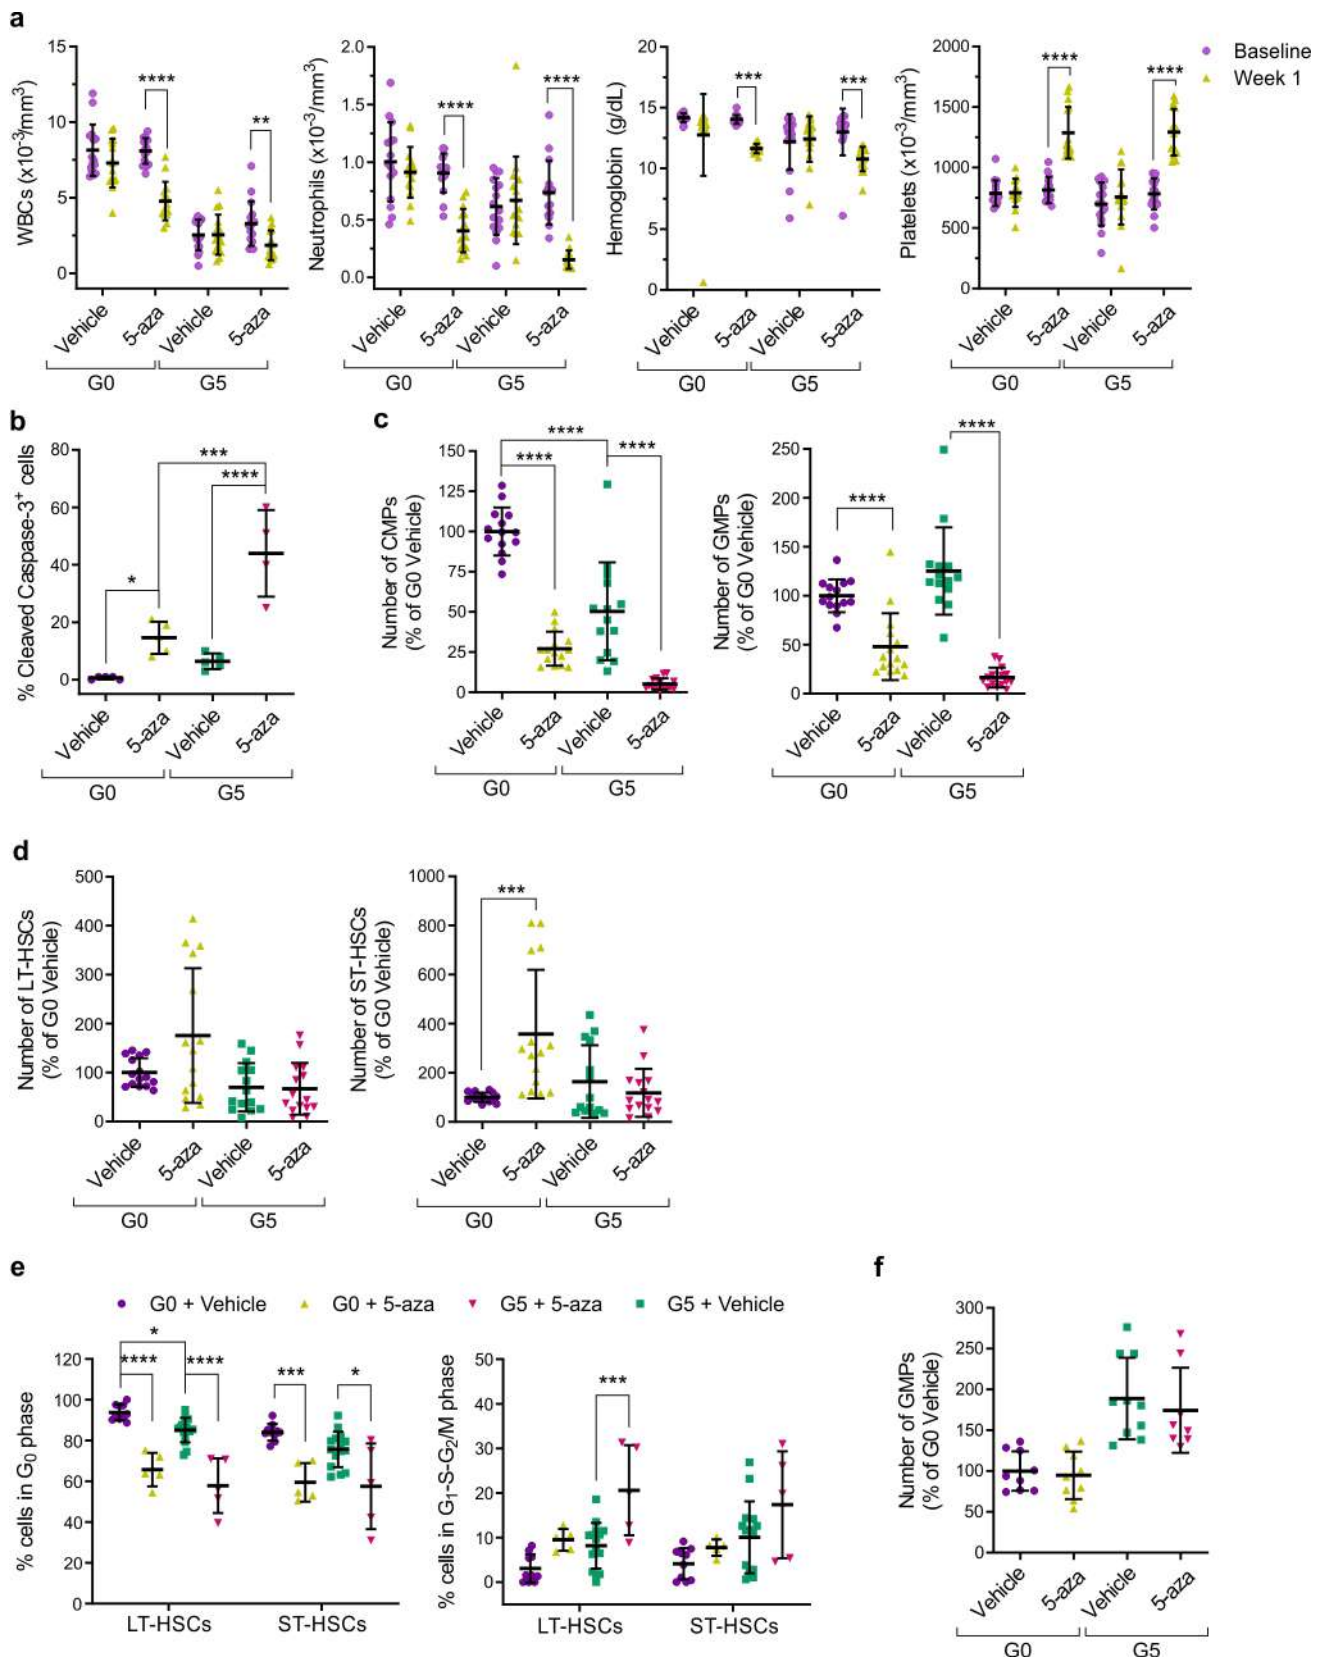 a
WBCs (x10⁻³/mm³)
15
10
5
0
****
**
Vehicle
5-aza
Vehicle
5-aza
G0
G5
Neutrophils (x10⁻³/mm³)
2.0
1.5
1.0
0.5
0.0
****
****
Vehicle
5-aza
Vehicle
5-aza
G0
G5
Hemoglobin (g/dL)
20
15
10
5
0
***
***
Vehicle
5-aza
Vehicle
5-aza
G0
G5
Platelets (x10⁻³/mm³)
2000
1500
1000
500
0
****
****
Vehicle
5-aza
Vehicle
5-aza
G0
G5
Baseline
Week 1
b
% Cleaved Caspase-3⁺ cells
80
60
40
20
0
*
***
****
Vehicle
5-aza
Vehicle
5-aza
G0
G5
c
Number of CMPs
(% of G0 Vehicle)
150
125
100
75
50
25
0
****
****
****
Vehicle
5-aza
Vehicle
5-aza
G0
G5
Number of GMPs
(% of G0 Vehicle)
250
200
150
100
50
0
****
****
Vehicle
5-aza
Vehicle
5-aza
G0
G5
d
Number of LT-HSCs
(% of G0 Vehicle)
500
400
300
200
100
0
Vehicle
5-aza
Vehicle
5-aza
G0
G5
Number of ST-HSCs
(% of G0 Vehicle)
1000
800
600
400
200
0
***
Vehicle
5-aza
Vehicle
5-aza
G0
G5
e
G0 + Vehicle
G0 + 5-aza
G5 + 5-aza
G5 + Vehicle
% cells in G₀ phase
120
100
80
60
40
20
0
*
****
****
***
*
LT-HSCs
ST-HSCs
% cells in G₁-S-G₂/M phase
50
40
30
20
10
0
***
LT-HSCs
ST-HSCs
f
Number of GMPs
(% of G0 Vehicle)
300
250
200
150
100
50
0
Vehicle
5-aza
Vehicle
5-aza
G0
G5